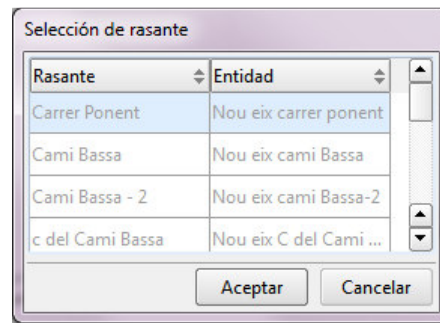 Selección de rasante
Rasante Entidad
Carrer Ponent Nou eix carrer ponent
Cami Bassa Nou eix cami Bassa
Cami Bassa - 2 Nou eix cami Bassa-2
c del Cami Bassa Nou eix C del Cami ...
Aceptar Cancelar